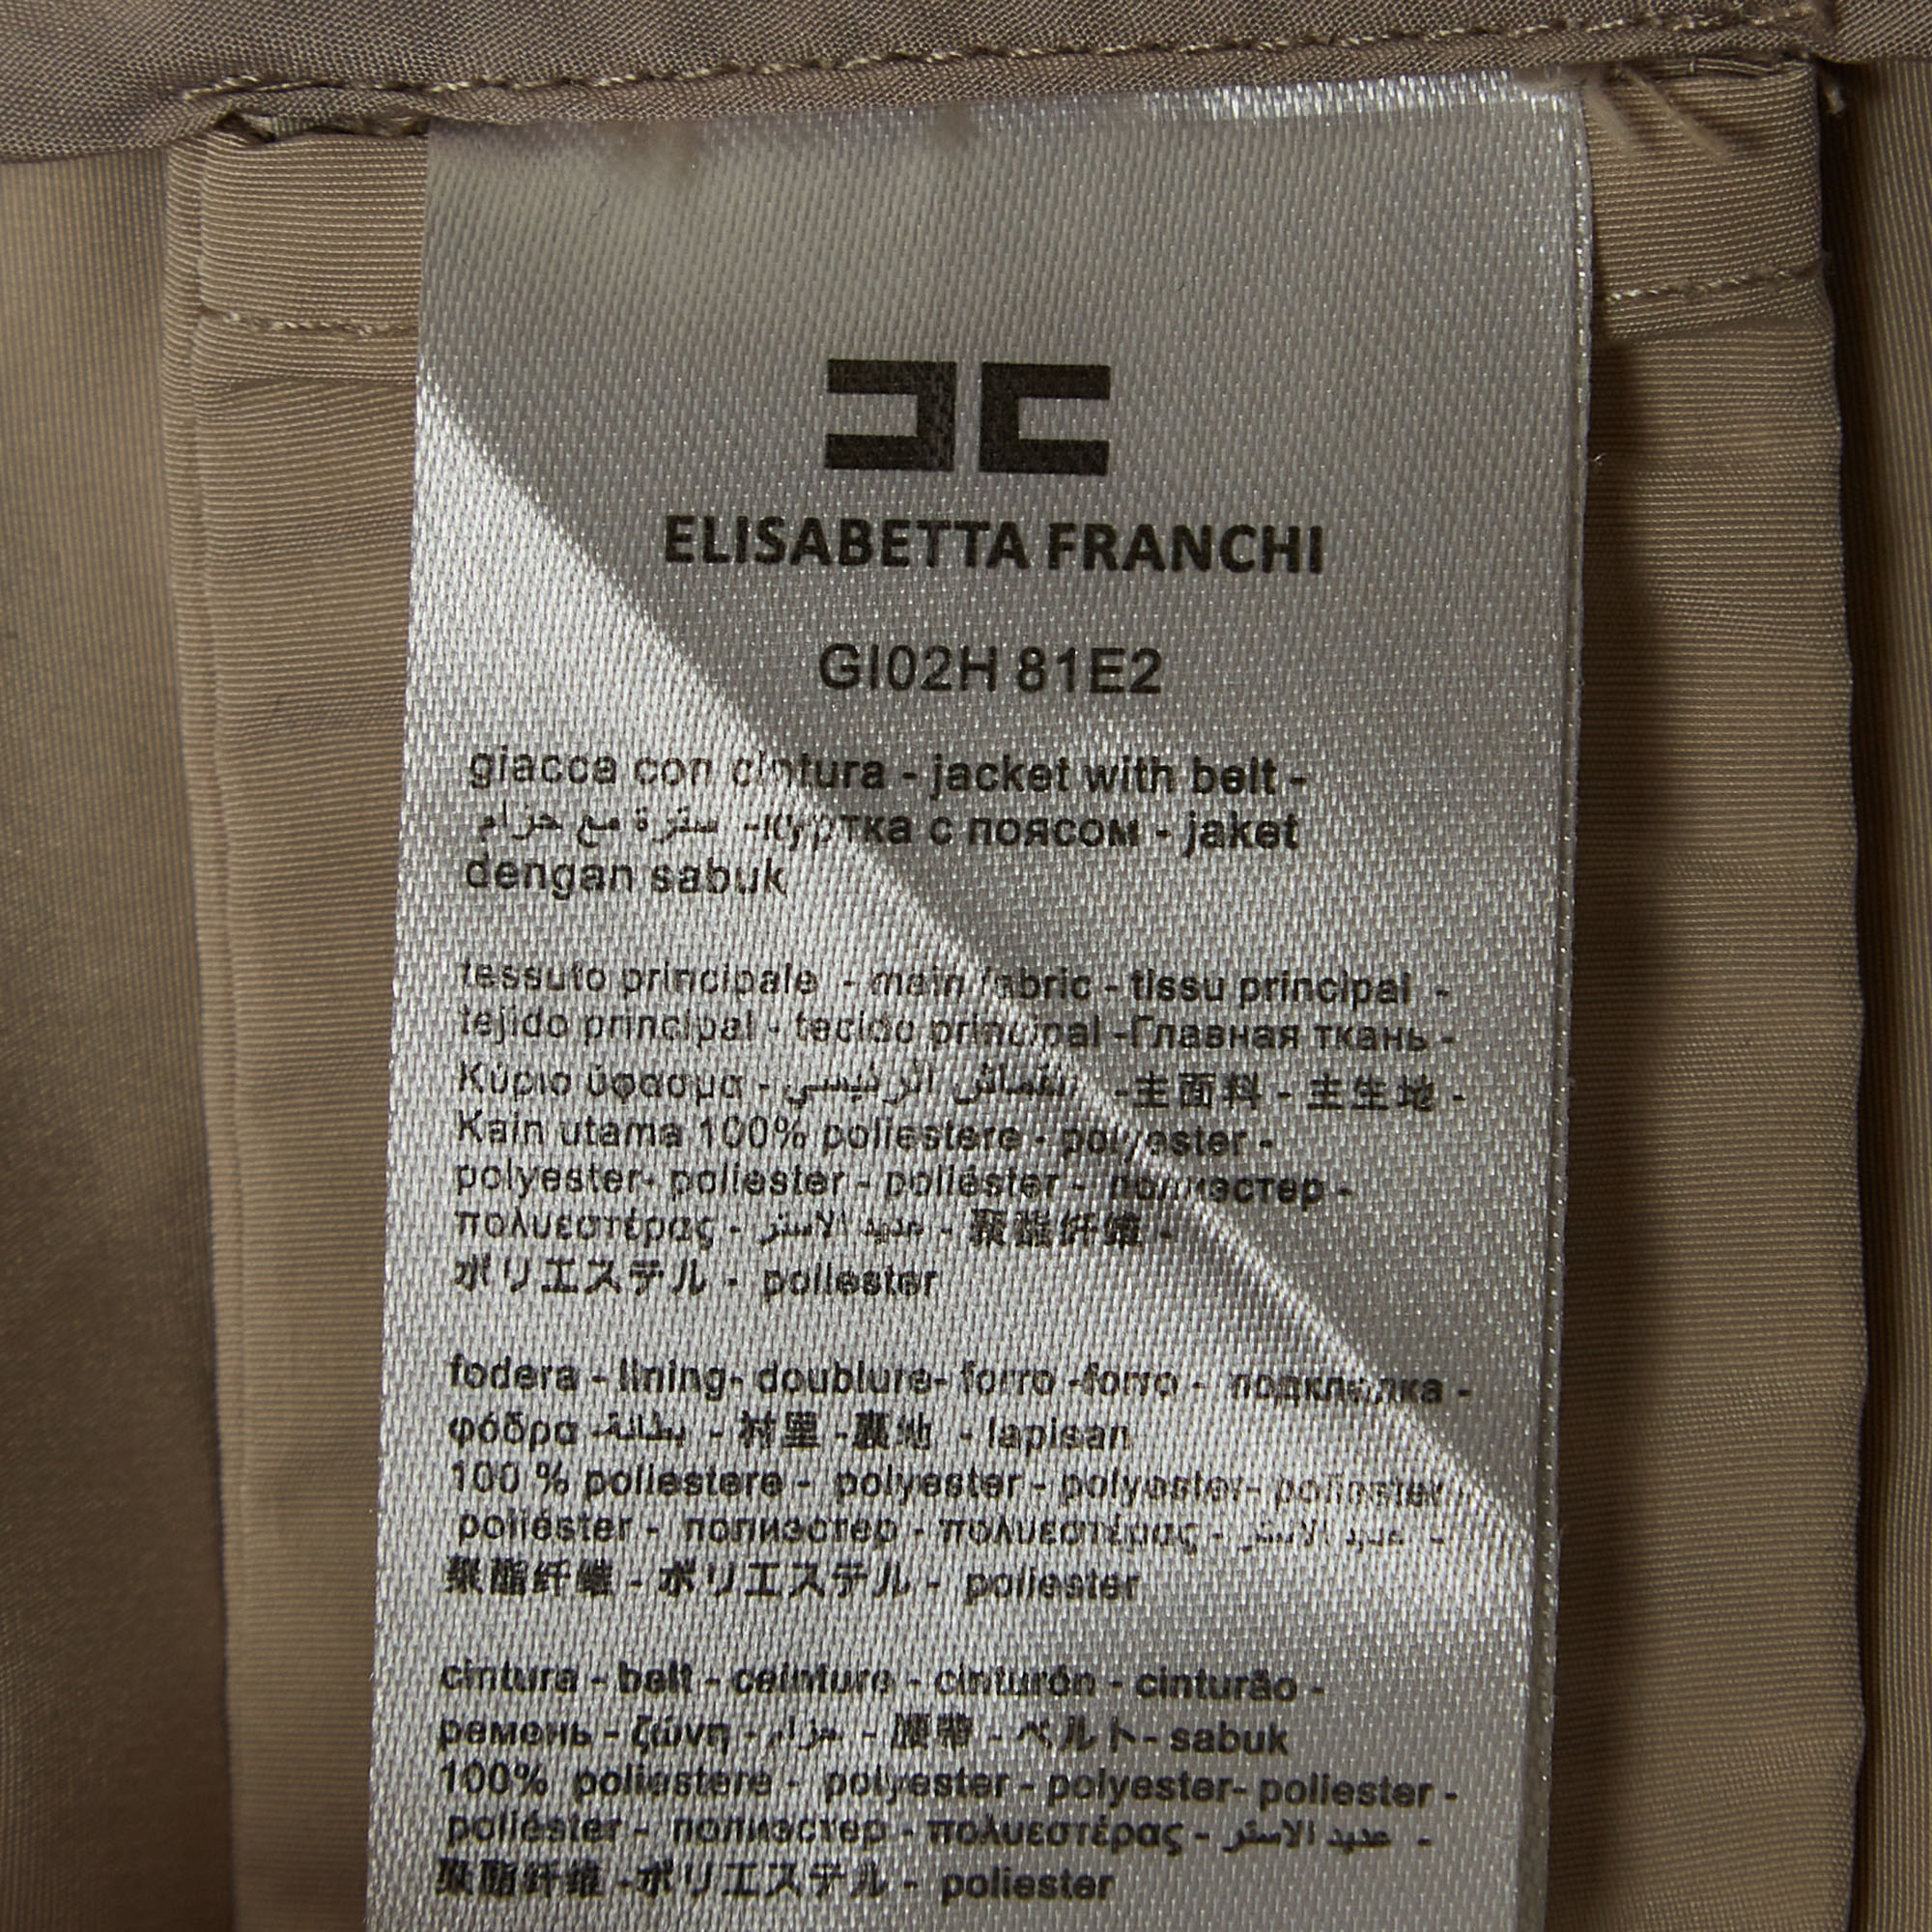 ELISABETTA FRANCHI
GI02H 81E2
giacca con cintura - jacket with belt -
سترة مع حزام -куртка с поясом - jaket
dengan sabuk
tessuto principale - main fabric - tissu principal -
tejido principal - tecido principal -Главная ткань -
Κύριο ύφασμα - القماش الرئيسي -主面料 - 主生地 -
Kain utama 100% poliestere - polyester -
polyester- poliester - poliéster - полиэстер -
πολυεστέρας - عديد الاستر - 聚酯纤维 -
ポリエステル - poliester
fodera - lining- doublure- forro -forro - подкладка -
φόδρα -بطانة - 衬里 -裏地 - lapisan
100 % poliestere - polyester - polyester- poliester
poliéster - полиэстер - πολυεστέρας - عديد الاستر -
聚酯纤维 - ポリエステル - poliester
cintura - belt - ceinture - cinturón - cinturão -
ремень - ζώνη - حزام - 腰带 - ベルト- sabuk
100% poliestere - polyester - polyester- poliester -
poliéster - полиэстер - πολυεστέρας - عديد الاستر -
聚酯纤维 -ポリエステル - poliester